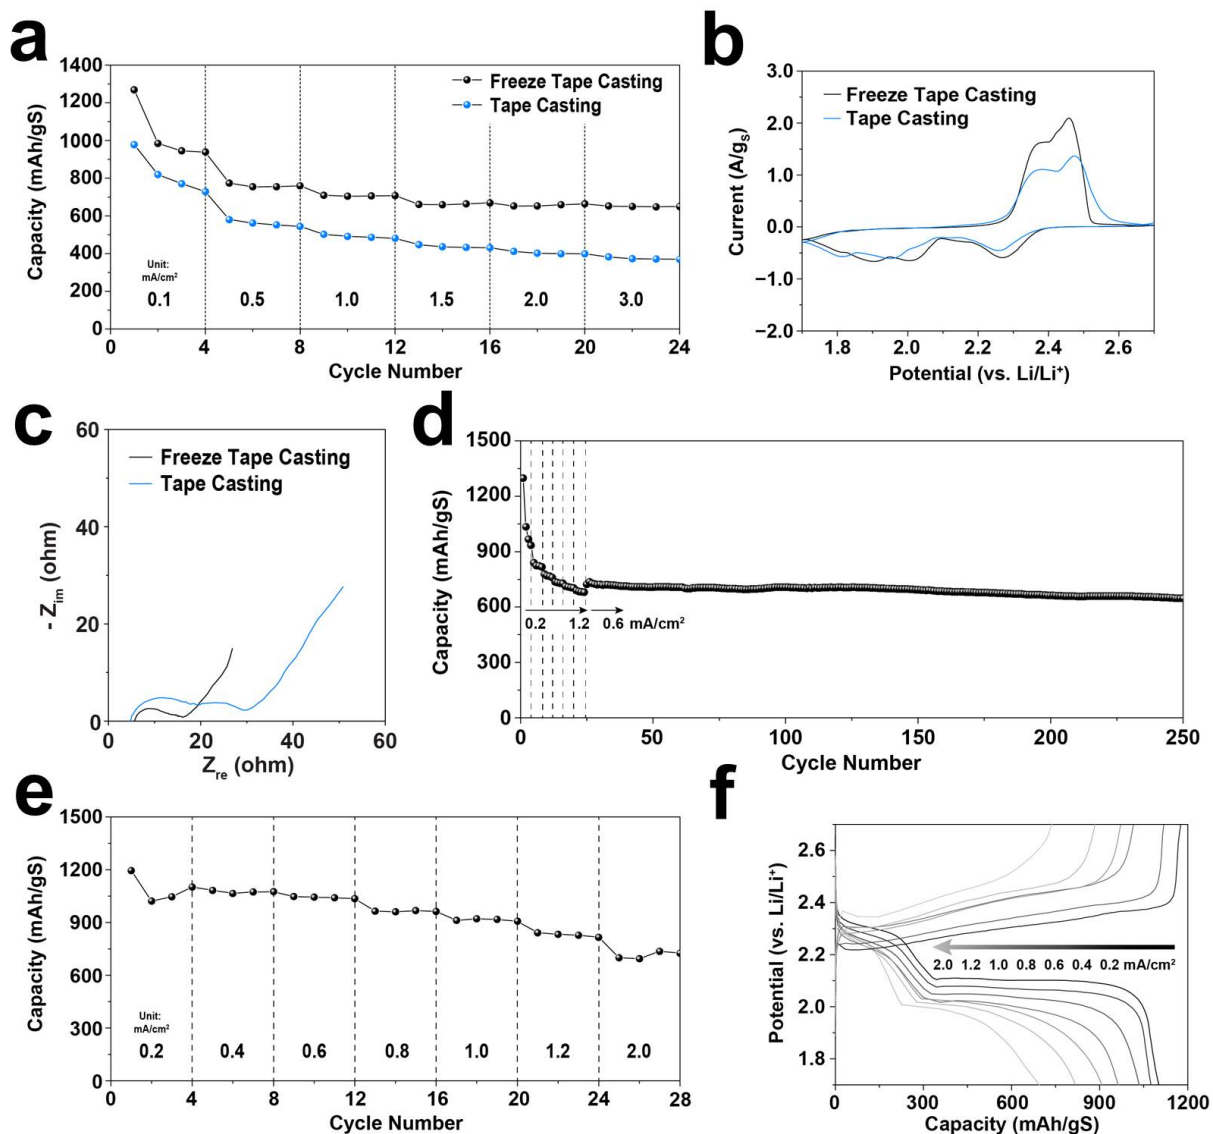 a
1400
1200
1000
800
600
400
200
0
Capacity (mAh/gS)
Freeze Tape Casting
Tape Casting
Unit:
mA/cm²
0.1 0.5 1.0 1.5 2.0 3.0
0 4 8 12 16 20 24
Cycle Number
b
3.0
2.0
1.0
0.0
−1.0
−2.0
Current (A/gs)
Freeze Tape Casting
Tape Casting
1.8 2.0 2.2 2.4 2.6
Potential (vs. Li/Li⁺)
c
60
40
20
0
- Zim (ohm)
Freeze Tape Casting
Tape Casting
0 20 40 60
Zre (ohm)
d
1500
1200
900
600
300
0
Capacity (mAh/gS)
0.2 1.2 0.6 mA/cm²
0 50 100 150 200 250
Cycle Number
e
1500
1200
900
600
300
0
Capacity (mAh/gS)
Unit:
mA/cm²
0.2 0.4 0.6 0.8 1.0 1.2 2.0
0 4 8 12 16 20 24 28
Cycle Number
f
2.6
2.4
2.2
2.0
1.8
Potential (vs. Li/Li⁺)
2.0 1.2 1.0 0.8 0.6 0.4 0.2 mA/cm²
0 300 600 900 1200
Capacity (mAh/gS)